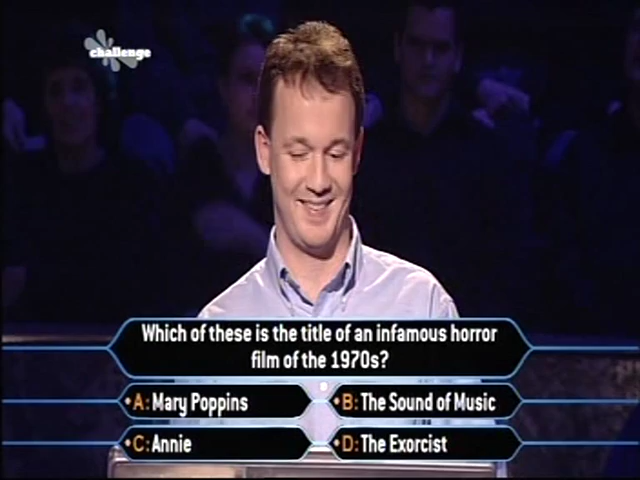 challenge
Which of these is the title of an infamous horror
film of the 1970s?
A: Mary Poppins
B: The Sound of Music
C: Annie
D: The Exorcist